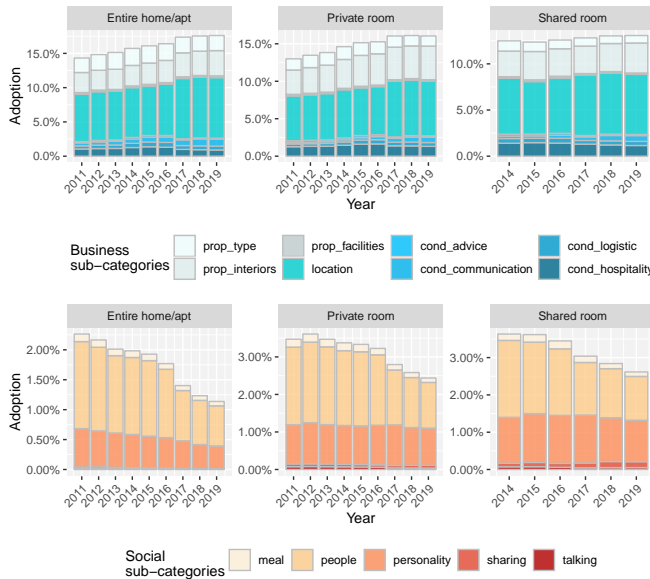 Entire home/apt Private room Shared room
Adoption
15.0%
10.0%
5.0%
0.0%
15.0%
10.0%
5.0%
0.0%
10.0%
5.0%
0.0%
2011 2012 2013 2014 2015 2016 2017 2018 2019
2011 2012 2013 2014 2015 2016 2017 2018 2019
2014 2015 2016 2017 2018 2019
Year
Business
sub−categories
prop_type prop_facilities cond_advice cond_logistic
prop_interiors location cond_communication cond_hospitality
Entire home/apt Private room Shared room
Adoption
2.00%
1.50%
1.00%
0.50%
0.00%
3.00%
2.00%
1.00%
0.00%
3.00%
2.00%
1.00%
0.00%
2011 2012 2013 2014 2015 2016 2017 2018 2019
2011 2012 2013 2014 2015 2016 2017 2018 2019
2014 2015 2016 2017 2018 2019
Year
Social
sub−categories
meal people personality sharing talking